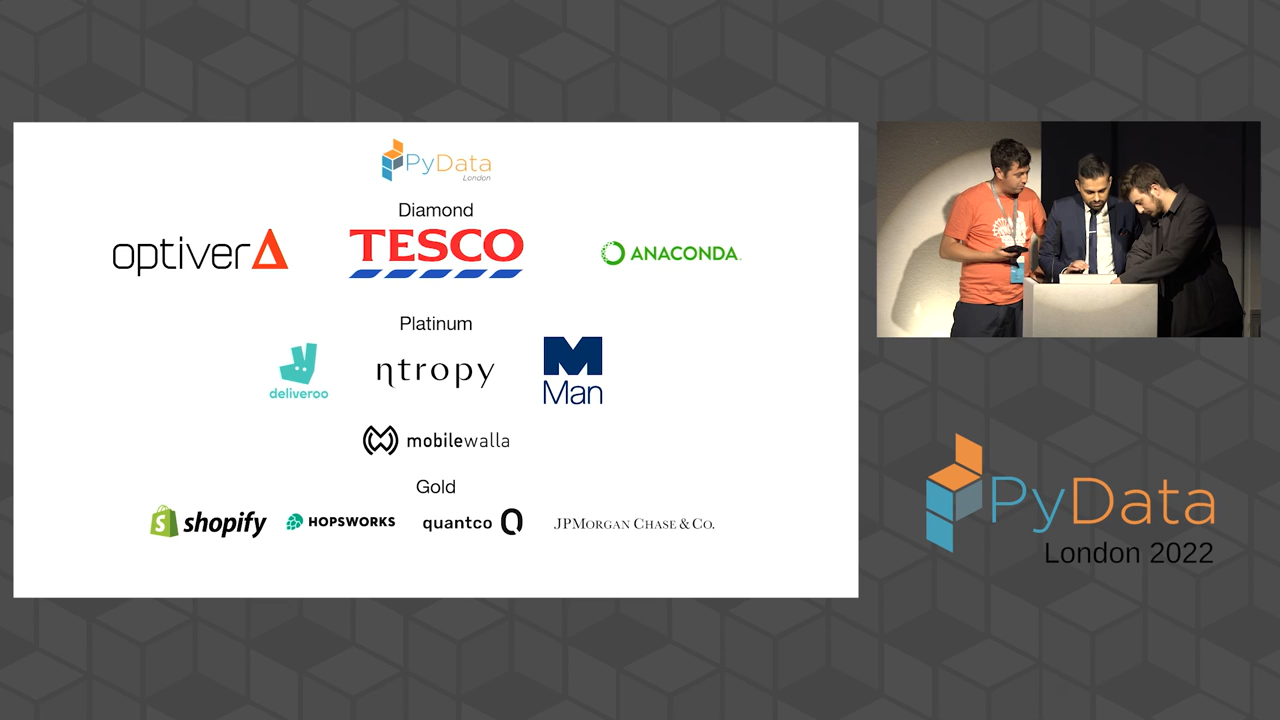 PyData
London
Diamond
optiver
TESCO
ANACONDA.
Platinum
deliveroo
ntropy
Man
mobilewalla
Gold
shopify
HOPSWORKS
quantco
JPMORGAN CHASE & CO.
PyData
London 2022